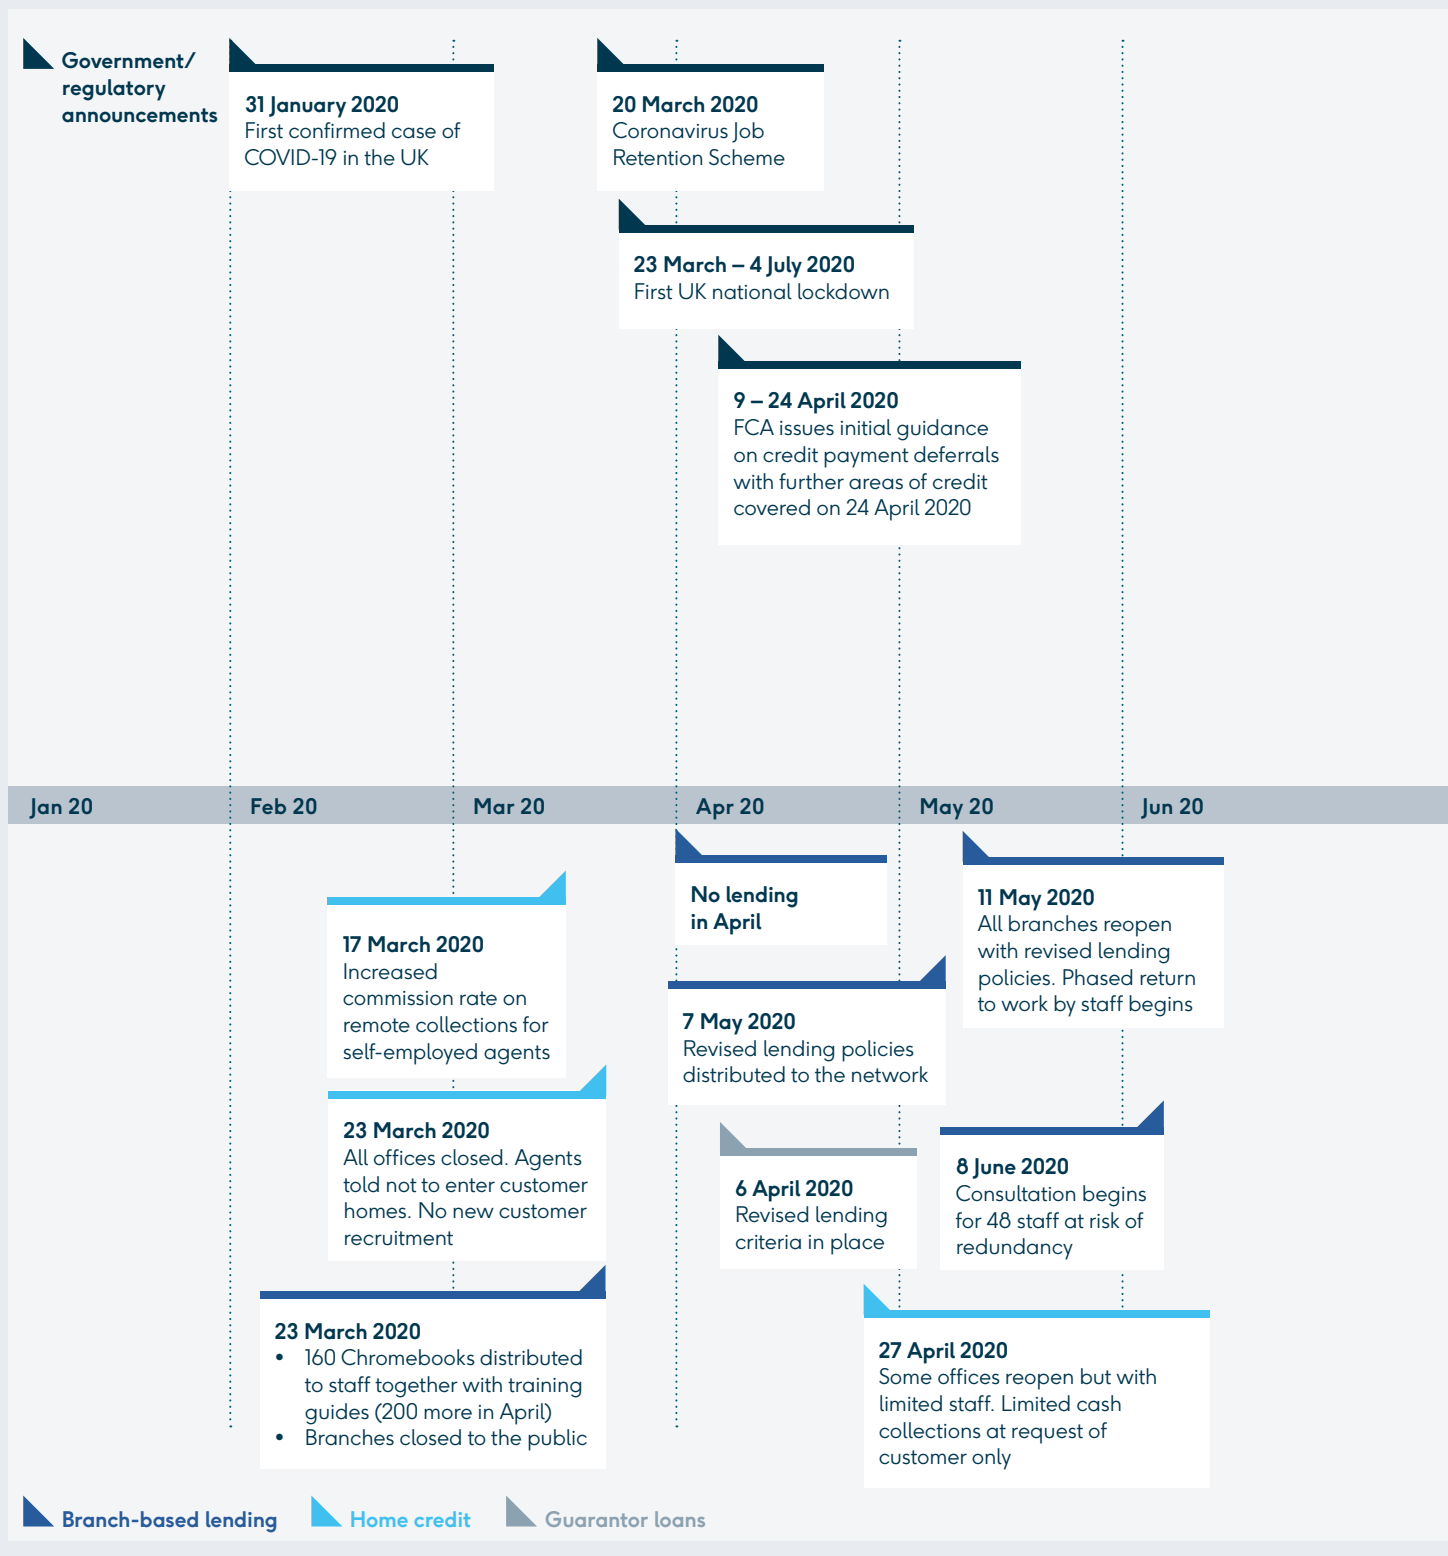 Government/
regulatory
announcements
31 January 2020
First confirmed case of
COVID-19 in the UK
20 March 2020
Coronavirus Job
Retention Scheme
23 March – 4 July 2020
First UK national lockdown
9 – 24 April 2020
FCA issues initial guidance
on credit payment deferrals
with further areas of credit
covered on 24 April 2020
Jan 20
Feb 20
Mar 20
Apr 20
May 20
Jun 20
17 March 2020
Increased
commission rate on
remote collections for
self-employed agents
23 March 2020
All offices closed. Agents
told not to enter customer
homes. No new customer
recruitment
23 March 2020
• 160 Chromebooks distributed
to staff together with training
guides (200 more in April)
• Branches closed to the public
No lending
in April
7 May 2020
Revised lending policies
distributed to the network
6 April 2020
Revised lending
criteria in place
11 May 2020
All branches reopen
with revised lending
policies. Phased return
to work by staff begins
8 June 2020
Consultation begins
for 48 staff at risk of
redundancy
27 April 2020
Some offices reopen but with
limited staff. Limited cash
collections at request of
customer only
Branch-based lending
Home credit
Guarantor loans